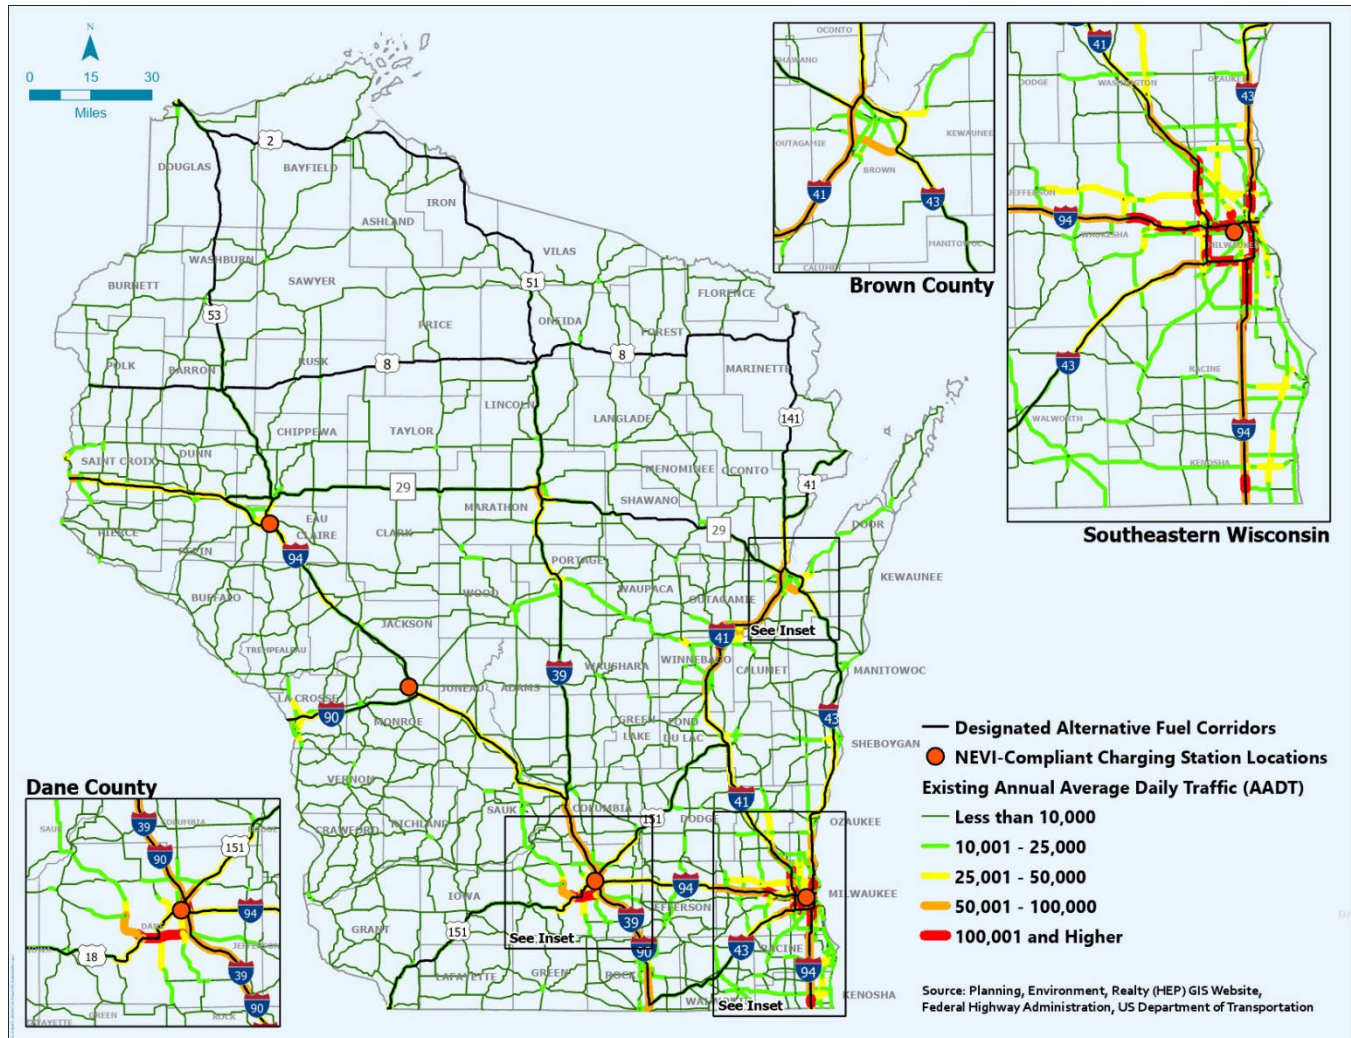 N
0 15 30
Miles
2
DOUGLAS
BAYFIELD
IRON
ASHLAND
VILAS
WASHBURN
BURNETT
SAWYER
51
FLORENCE
53
ONEIDA
PRICE
FOREST
8
8
POLK
RUSK
BARRON
MARINETTE
LINCOLN
LANGLADE
141
CHIPPEWA
TAYLOR
DUNN
SAINT CROIX
MENOMINEE
OCONTO
41
29
SHAWANO
MARATHON
EAU
CLAIRE
CLARK
29
DOOR
PIERCE
PEPIN
94
PORTAGE
KEWAUNEE
WAUPACA
WOOD
BUFFALO
OUTAGAMIE
JACKSON
See Inset
41
TREMPEALEAU
WAUSHARA
WINNEBAGO
CALUMET
MANITOWOC
39
JUNEAU
ADAMS
LA CROSSE
90
MONROE
43
GREEN
LAKE
FOND
DU LAC
SHEBOYGAN
VERNON
41
SAUK
COLUMBIA
151
DODGE
OZAUKEE
RICHLAND
CRAWFORD
94
IOWA
MILWAUKEE
JEFFERSON
GRANT
151
39
See Inset
90
43
RACINE
94
LAFAYETTE
GREEN
ROCK
WALWORTH
KENOSHA
See Inset
OCONTO
SHAWANO
KEWAUNEE
OUTAGAMIE
BROWN
41
43
MANITOWOC
CALUMET
Brown County
41
DODGE
WASHINGTON
OZAUKEE
43
JEFFERSON
94
WAUKESHA
MILWAUKEE
43
RACINE
WALWORTH
94
KENOSHA
Southeastern Wisconsin
Dane County
39
COLUMBIA
SAUK
DODGE
90
151
94
DANE
JEFFERSON
IOWA
18
39
90
GREEN
ROCK
LAFAYETTE
Designated Alternative Fuel Corridors
NEVI-Compliant Charging Station Locations
Existing Annual Average Daily Traffic (AADT)
Less than 10,000
10,001 - 25,000
25,001 - 50,000
50,001 - 100,000
100,001 and Higher
Source: Planning, Environment, Realty (HEP) GIS Website,
Federal Highway Administration, US Department of Transportation